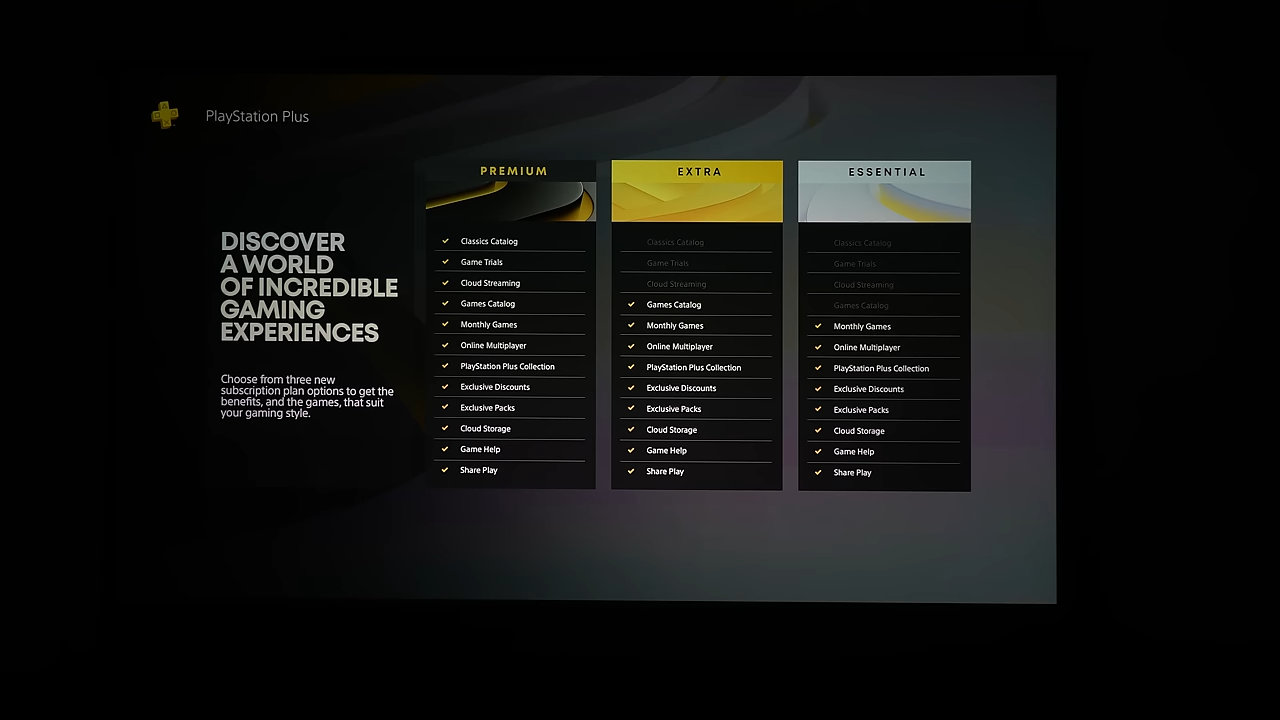 PlayStation Plus
DISCOVER
A WORLD
OF INCREDIBLE
GAMING
EXPERIENCES
Choose from three new
subscription plan options to get the
benefits, and the games, that suit
your gaming style.
PREMIUM
Classics Catalog
Game Trials
Cloud Streaming
Games Catalog
Monthly Games
Online Multiplayer
PlayStation Plus Collection
Exclusive Discounts
Exclusive Packs
Cloud Storage
Game Help
Share Play
EXTRA
Classics Catalog
Game Trials
Cloud Streaming
Games Catalog
Monthly Games
Online Multiplayer
PlayStation Plus Collection
Exclusive Discounts
Exclusive Packs
Cloud Storage
Game Help
Share Play
ESSENTIAL
Classics Catalog
Game Trials
Cloud Streaming
Games Catalog
Monthly Games
Online Multiplayer
PlayStation Plus Collection
Exclusive Discounts
Exclusive Packs
Cloud Storage
Game Help
Share Play